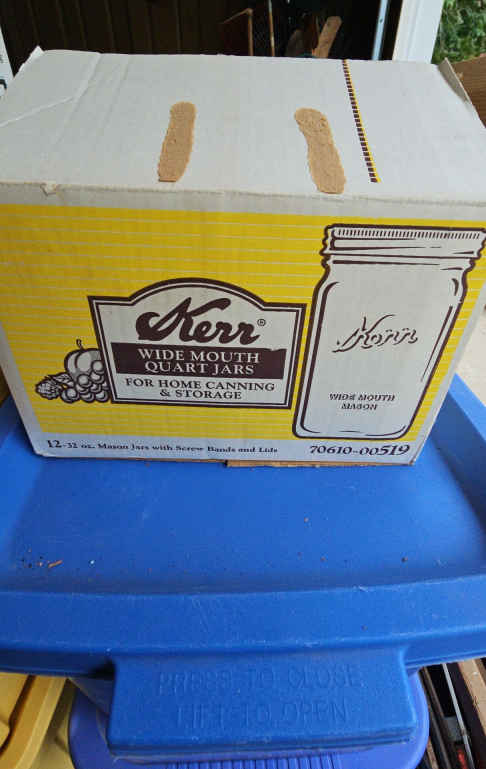 Kerr®
WIDE MOUTH
QUART JARS
FOR HOME CANNING
& STORAGE
Kerr
WIDE MOUTH
MASON
12-32 oz. Mason Jars with Screw Bands and Lids
70610-00519
PRESS TO CLOSE
LIFT TO OPEN